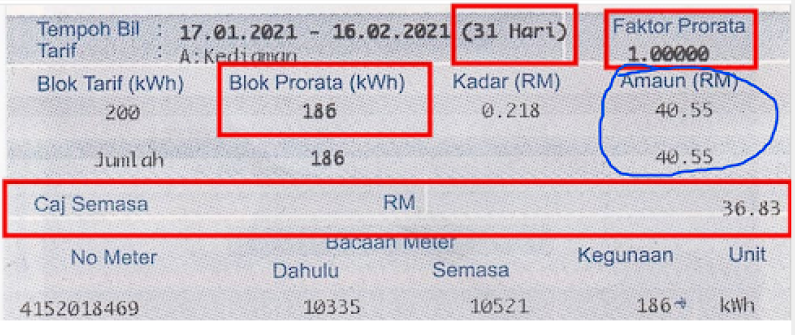 Tempoh Bil : 17.01.2021 - 16.02.2021 (31 Hari) Faktor Prorata
Tarif : A:Kediaman 1.00000
Blok Tarif (kWh) Blok Prorata (kWh) Kadar (RM) Amaun (RM)
200 186 0.218 40.55
Jumlah 186 40.55
Caj Semasa RM 36.83
No Meter Bacaan Meter Kegunaan Unit
Dahulu Semasa
4152018469 10335 10521 186 kWh